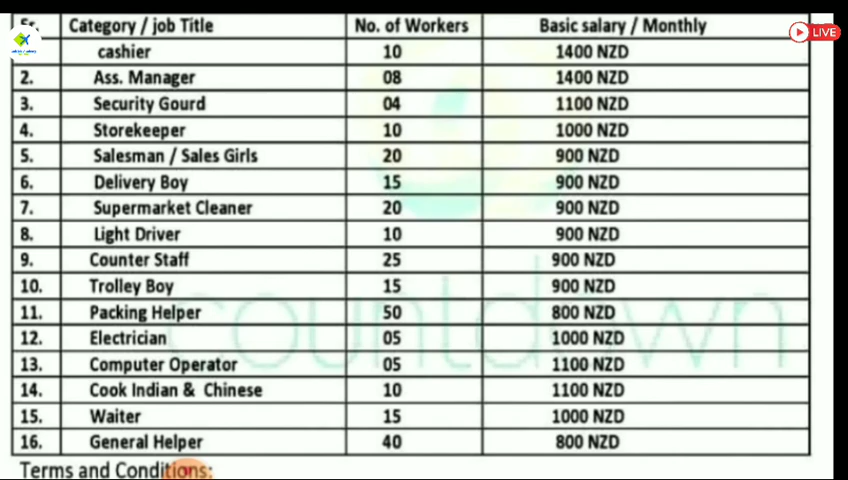 Sr. Category / job Title No. of Workers Basic salary / Monthly
LIVE
cashier 10 1400 NZD
2. Ass. Manager 08 1400 NZD
3. Security Gourd 04 1100 NZD
4. Storekeeper 10 1000 NZD
5. Salesman / Sales Girls 20 900 NZD
6. Delivery Boy 15 900 NZD
7. Supermarket Cleaner 20 900 NZD
8. Light Driver 10 900 NZD
9. Counter Staff 25 900 NZD
10. Trolley Boy 15 900 NZD
11. Packing Helper 50 800 NZD
12. Electrician 05 1000 NZD
13. Computer Operator 05 1100 NZD
14. Cook Indian & Chinese 10 1100 NZD
15. Waiter 15 1000 NZD
16. General Helper 40 800 NZD
countdown
Terms and Conditions: